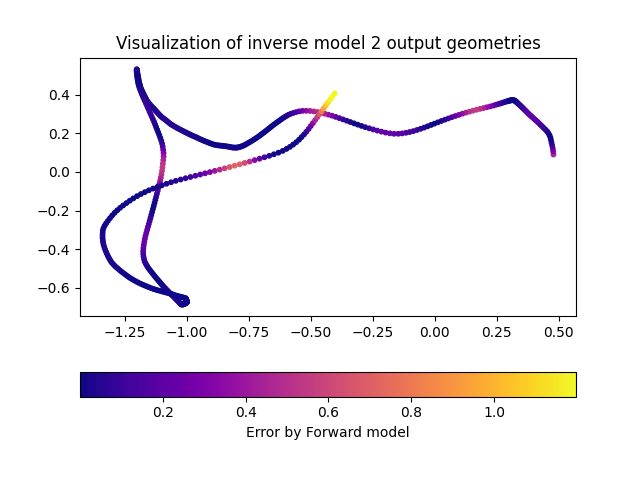 Visualization of inverse model 2 output geometries
0.4
0.2
0.0
−0.2
−0.4
−0.6
−1.25 −1.00 −0.75 −0.50 −0.25 0.00 0.25 0.50
0.2 0.4 0.6 0.8 1.0
Error by Forward model